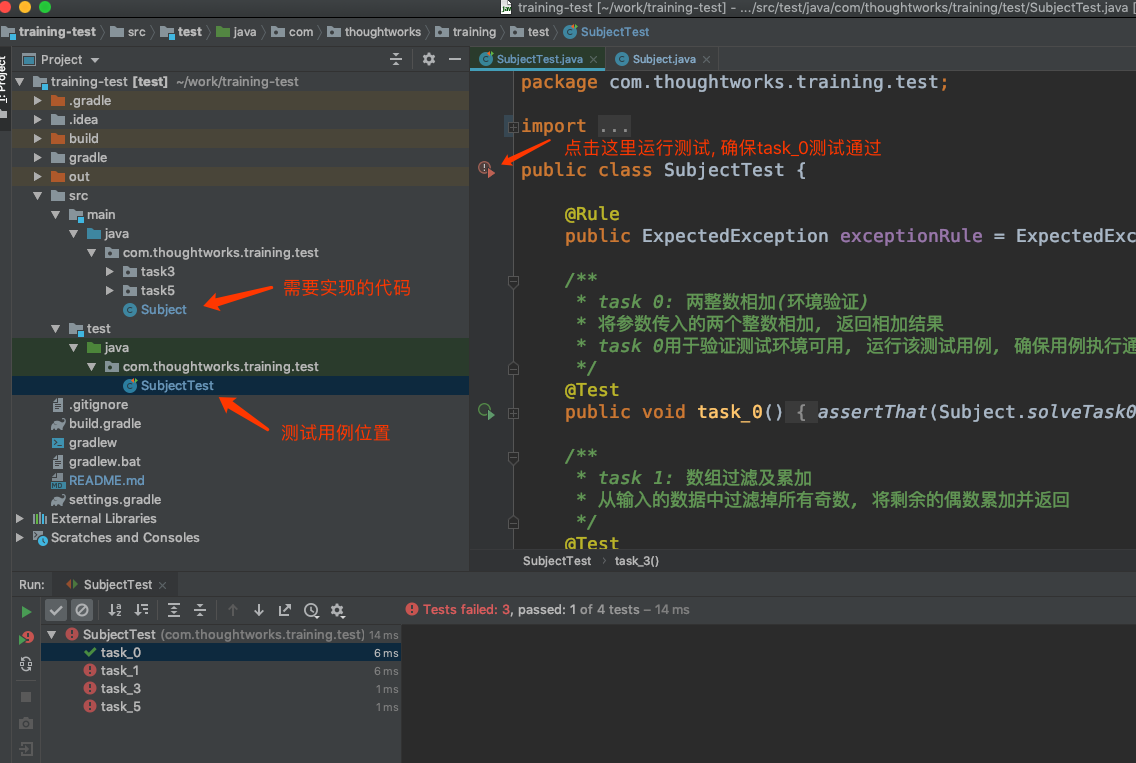 training-test [~/work/training-test] - .../src/test/java/com/thoughtworks/training/test/SubjectTest.java [
training-test src test java com thoughtworks training test SubjectTest
1: Project
Project
SubjectTest.java Subject.java
training-test [test] ~/work/training-test
.gradle
.idea
build
gradle
out
src
main
java
com.thoughtworks.training.test
task3
task5
Subject
需要实现的代码
test
java
com.thoughtworks.training.test
SubjectTest
测试用例位置
.gitignore
build.gradle
gradlew
gradlew.bat
README.md
settings.gradle
External Libraries
Scratches and Consoles
package com.thoughtworks.training.test;
import ...
点击这里运行测试, 确保task_0测试通过
public class SubjectTest {
@Rule
public ExpectedException exceptionRule = ExpectedExc
/**
* task 0: 两整数相加(环境验证)
* 将参数传入的两个整数相加, 返回相加结果
* task 0用于验证测试环境可用, 运行该测试用例, 确保用例执行通
*/
@Test
public void task_0() { assertThat(Subject.solveTask0
/**
* task 1: 数组过滤及累加
* 从输入的数据中过滤掉所有奇数, 将剩余的偶数累加并返回
*/
@Test
SubjectTest › task_3()
Run: SubjectTest
Tests failed: 3, passed: 1 of 4 tests – 14 ms
SubjectTest (com.thoughtworks.training.test) 14 ms
task_0 6 ms
task_1 6 ms
task_3 1 ms
task_5 1 ms